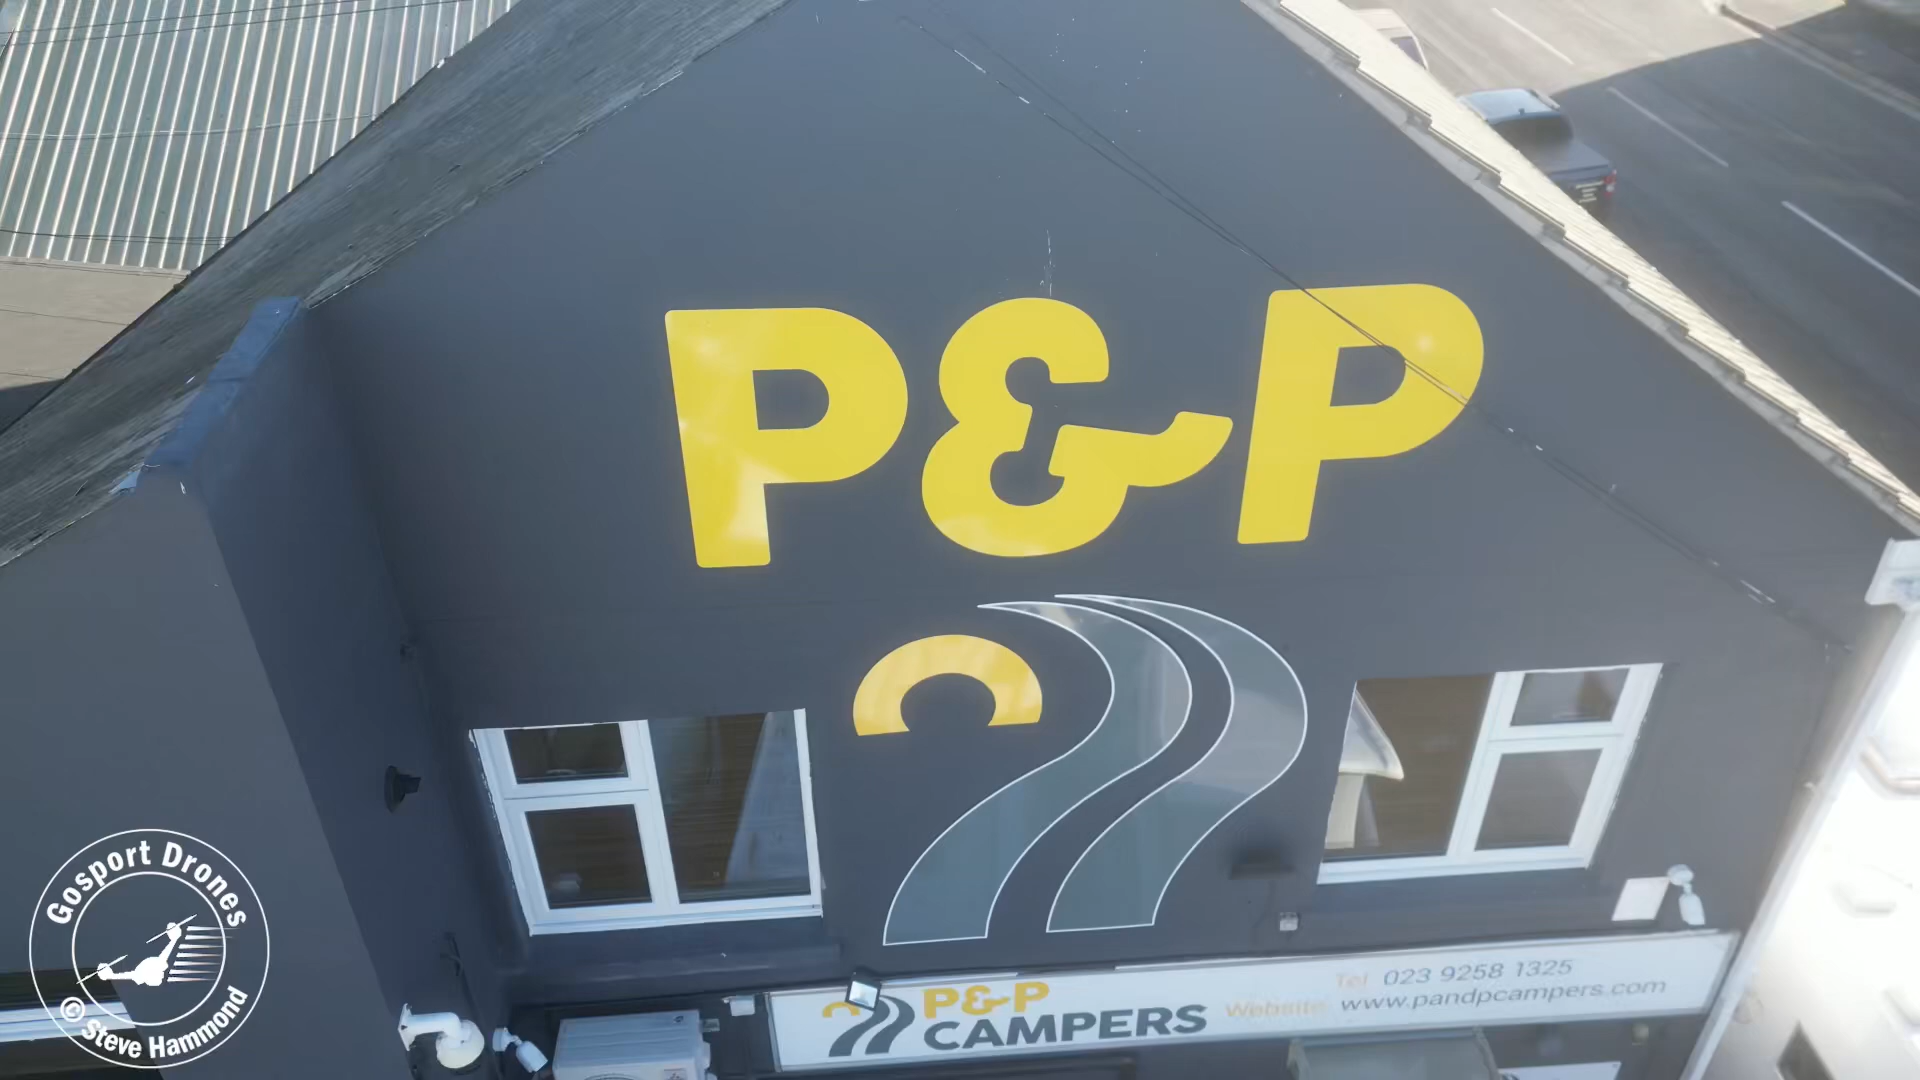 P&P
P&P
CAMPERS
Tel 023 9258 1325
Website www.pandpcampers.com
Gosport Drones
© Steve Hammond